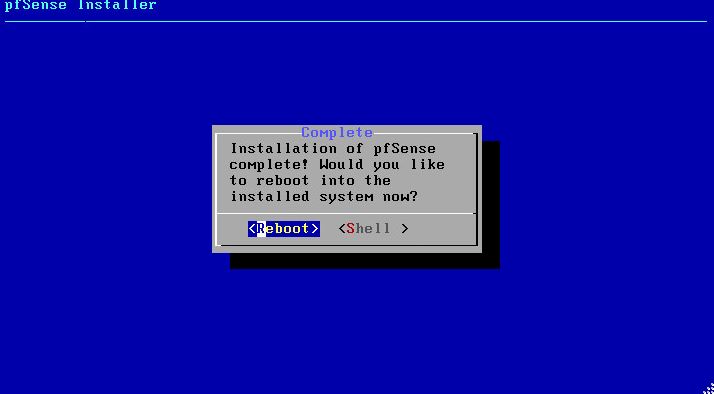 pfSense Installer
Complete
Installation of pfSense
complete! Would you like
to reboot into the
installed system now?
<Reboot> <Shell >